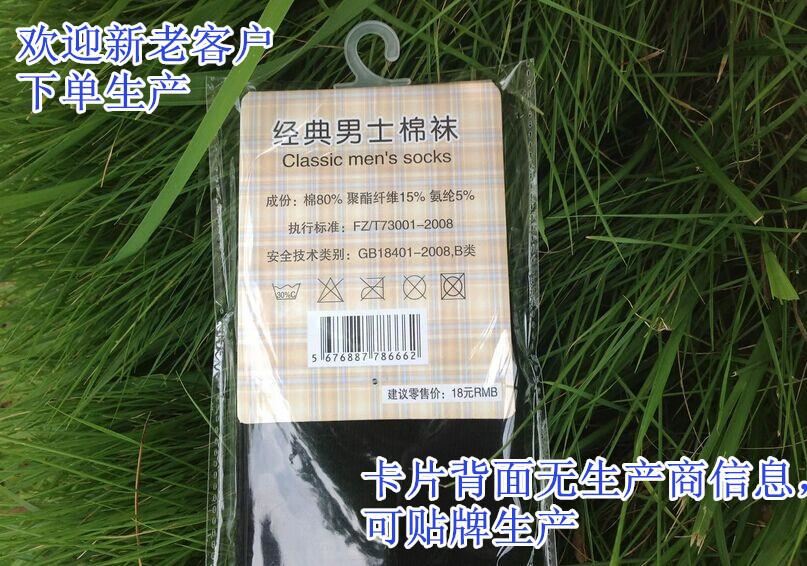 欢迎新老客户
下单生产
经典男士棉袜
Classic men's socks
成份：棉80% 聚酯纤维15% 氨纶5%
执行标准：FZ/T73001-2008
安全技术类别：GB18401-2008,B类
30%C
5 676887 786662
建议零售价：18元RMB
卡片背面无生产商信息，
可贴牌生产